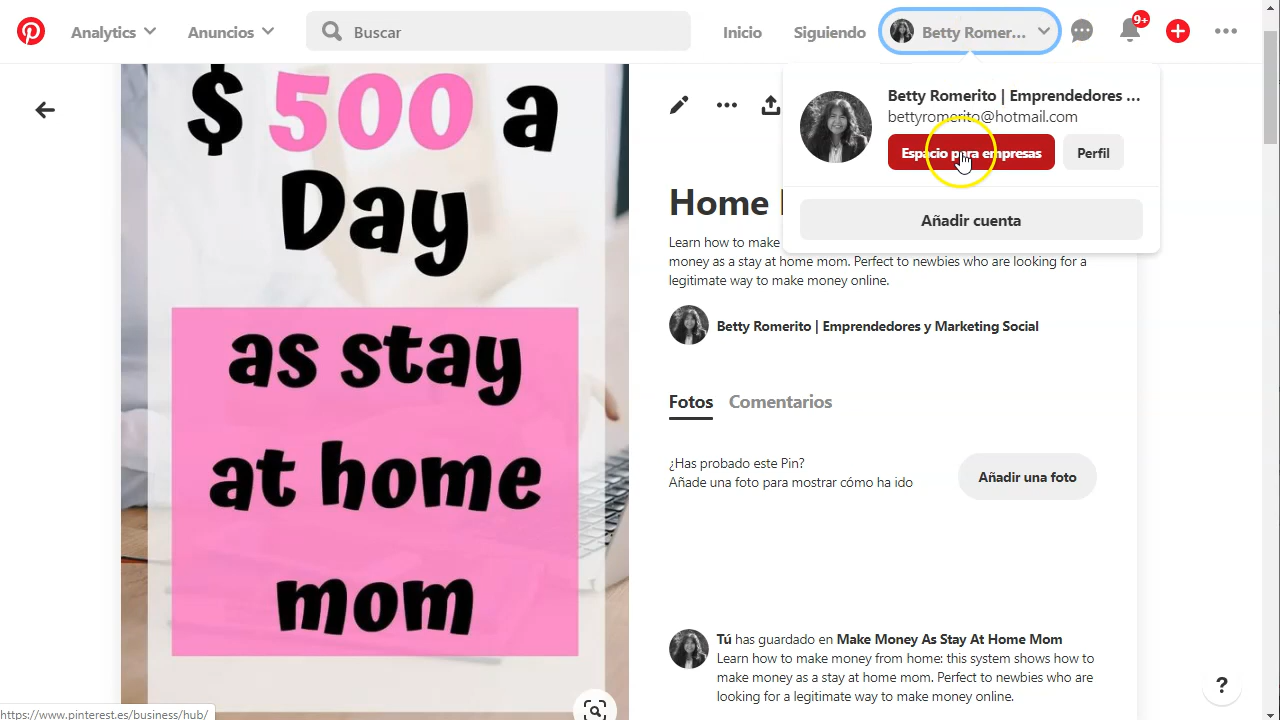 Analytics
Anuncios
Buscar
Inicio
Siguiendo
Betty Romer...
9+
Betty Romerito | Emprendedores ...
bettyromerito@hotmail.com
Espacio para empresas
Perfil
Añadir cuenta
$ 500 a
Day
as stay
at home
mom
Home
Learn how to make
money as a stay at home mom. Perfect to newbies who are looking for a
legitimate way to make money online.
Betty Romerito | Emprendedores y Marketing Social
Fotos
Comentarios
¿Has probado este Pin?
Añade una foto para mostrar cómo ha ido
Añadir una foto
Tú has guardado en Make Money As Stay At Home Mom
Learn how to make money from home: this system shows how to
make money as a stay at home mom. Perfect to newbies who are
looking for a legitimate way to make money online.
?
https://www.pinterest.es/business/hub/